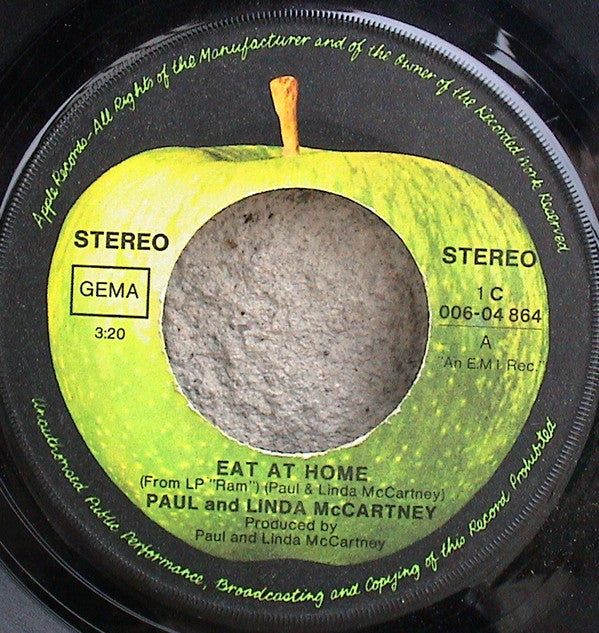 Apple Records-All Rights of the Manufacturer and of the Owner of the Recorded Work Reserved
STEREO
GEMA
3:20
STEREO
1 C
006-04 864
A
"An E.M.I. Rec."
EAT AT HOME
(From LP "Ram") (Paul & Linda McCartney)
PAUL and LINDA McCARTNEY
Produced by
Paul and Linda McCartney
Unauthorised Public Performance, Broadcasting and Copying of this Record Prohibited